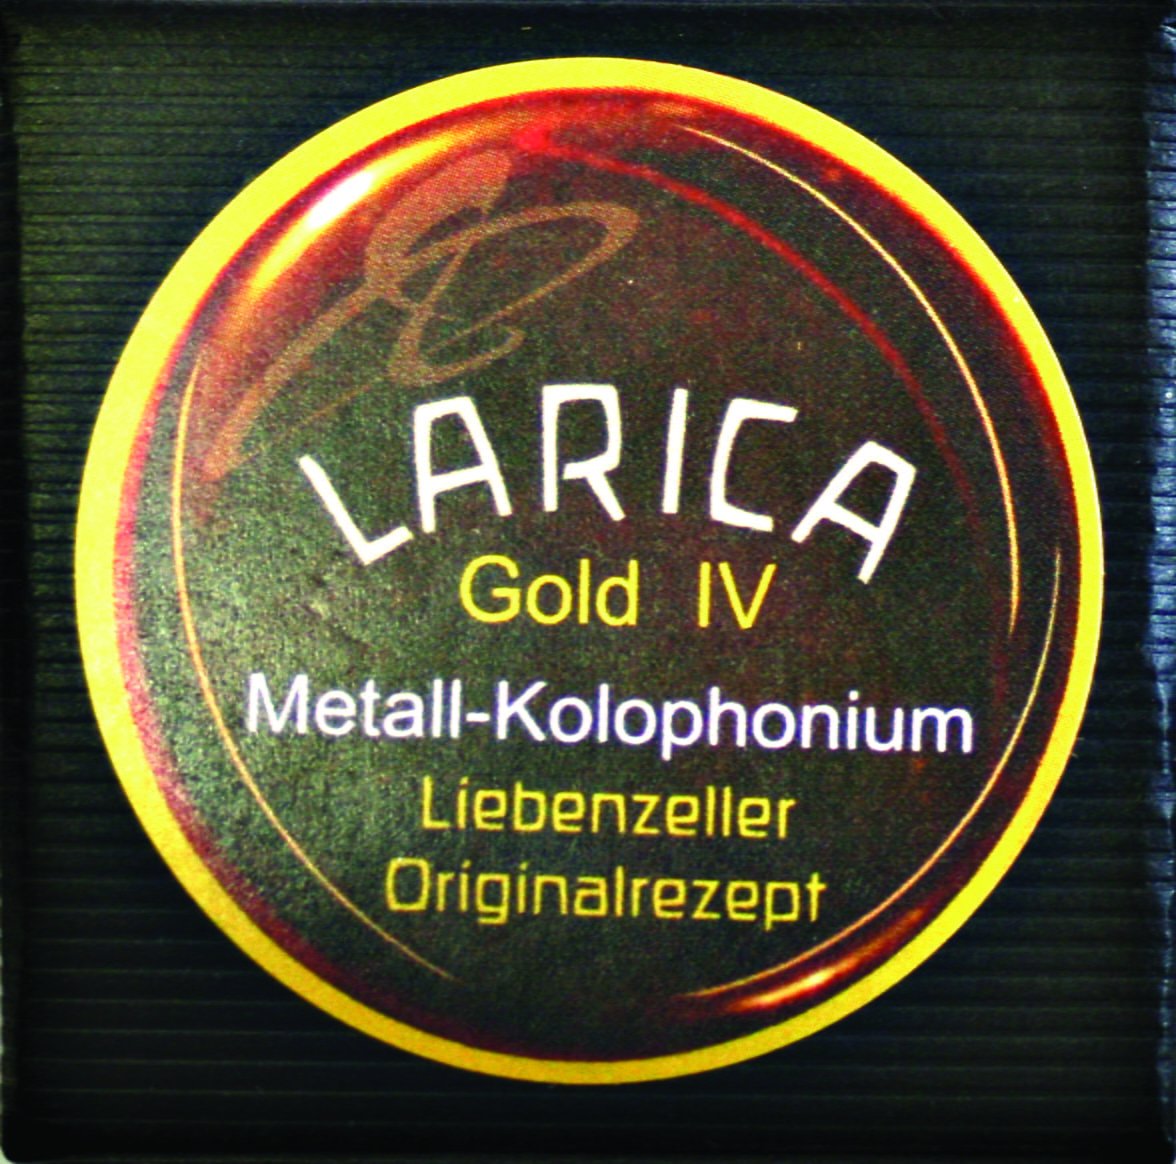 LARICA
Gold IV
Metall-Kolophonium
Liebenzeller
Originalrezept